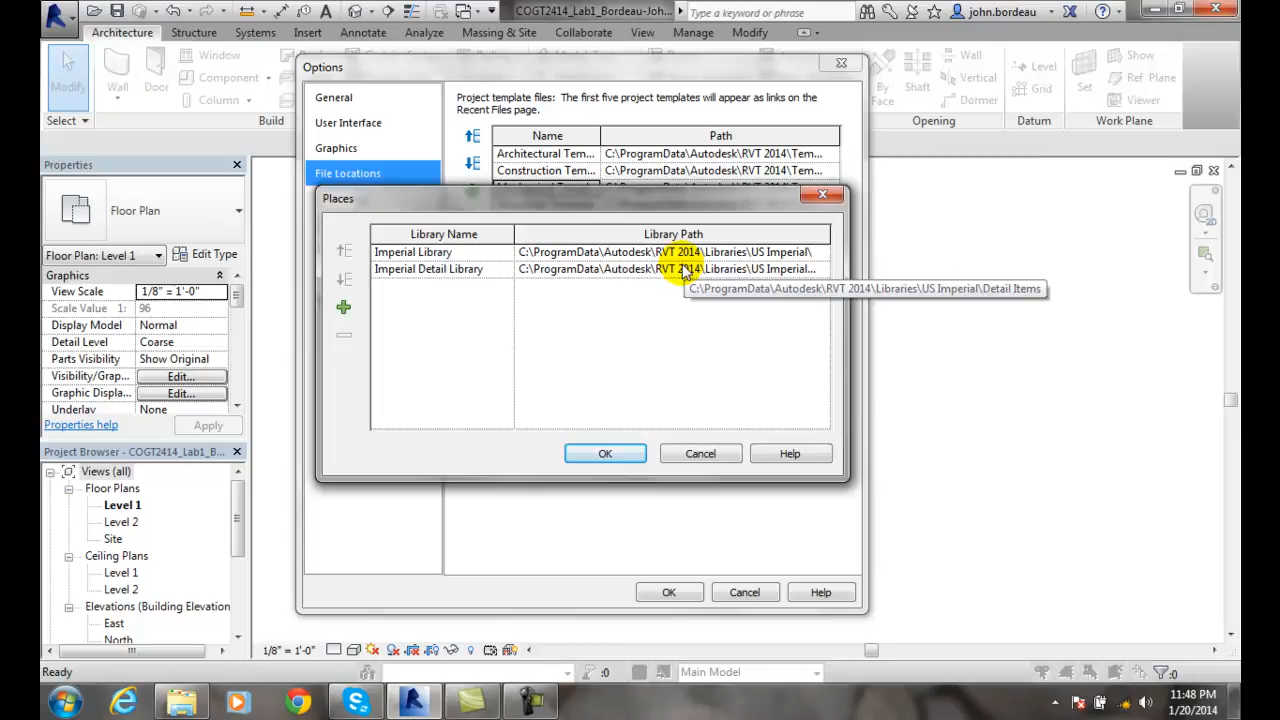 COGT2414_Lab1_Bordeau-Joh...
Type a keyword or phrase
john.bordeau
Architecture Structure Systems Insert Annotate Analyze Massing & Site Collaborate View Manage Modify
Modify
Wall
Door
Window
Component
Column
By
Face
Shaft
Wall
Vertical
Dormer
Level
Grid
Set
Show
Ref Plane
Viewer
Select
Build
Opening
Datum
Work Plane
Properties
Floor Plan
Floor Plan: Level 1
Edit Type
Graphics
View Scale 1/8" = 1'-0"
Scale Value 1: 96
Display Model Normal
Detail Level Coarse
Parts Visibility Show Original
Visibility/Grap... Edit...
Graphic Displa... Edit...
Underlay None
Properties help
Apply
Project Browser - COGT2414_Lab1_B...
Views (all)
Floor Plans
Level 1
Level 2
Site
Ceiling Plans
Level 1
Level 2
Elevations (Building Elevation
East
North
Options
General
User Interface
Graphics
File Locations
Project template files: The first five project templates will appear as links on the
Recent Files page.
Name Path
Architectural Tem... C:\ProgramData\Autodesk\RVT 2014\Tem...
Construction Tem... C:\ProgramData\Autodesk\RVT 2014\Tem...
Places
Library Name Library Path
Imperial Library C:\ProgramData\Autodesk\RVT 2014\Libraries\US Imperial\
Imperial Detail Library C:\ProgramData\Autodesk\RVT 2014\Libraries\US Imperial...
C:\ProgramData\Autodesk\RVT 2014\Libraries\US Imperial\Detail Items
OK Cancel Help
OK Cancel Help
1/8" = 1'-0"
Ready
:0
Main Model
:0
11:48 PM
1/20/2014